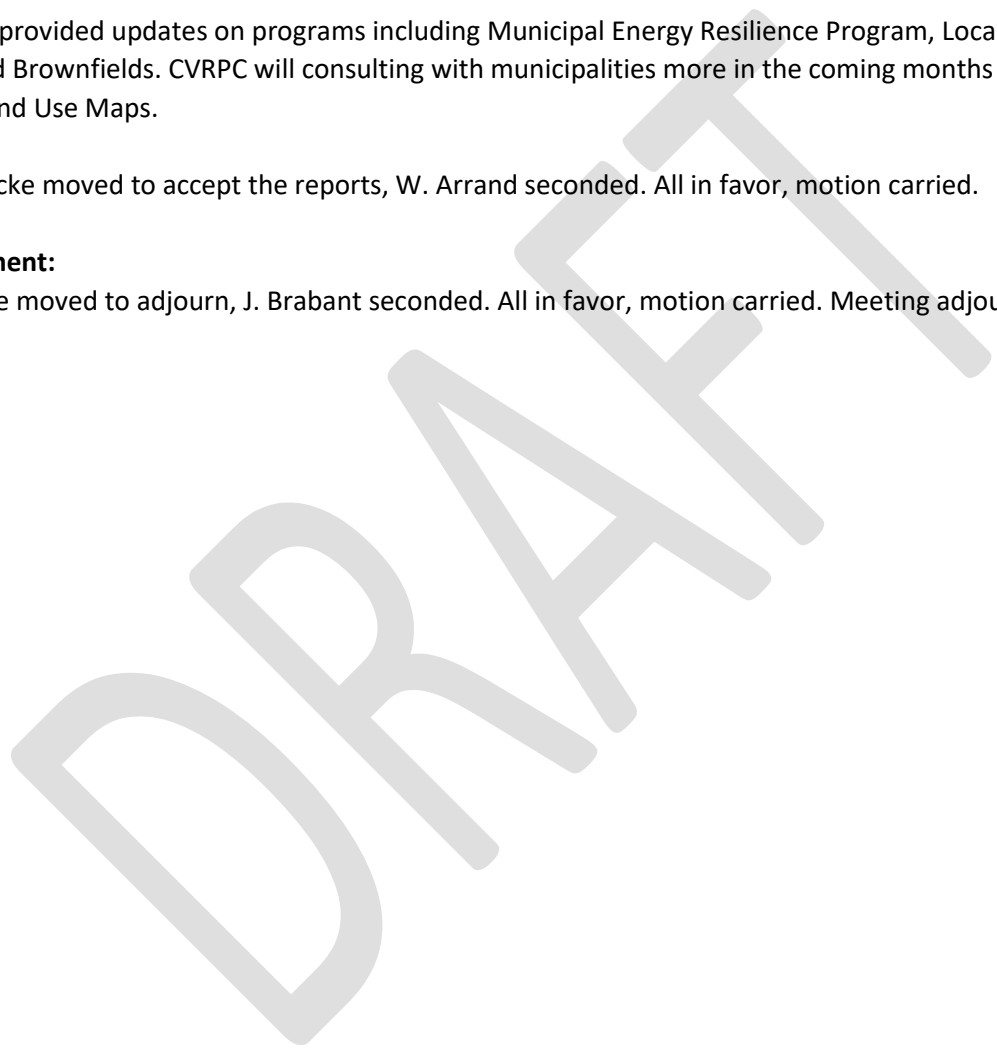 provided updates on programs including Municipal Energy Resilience Program, Loca
d Brownfields. CVRPC will consulting with municipalities more in the coming months
nd Use Maps.
cke moved to accept the reports, W. Arrand seconded. All in favor, motion carried.
nent:
e moved to adjourn, J. Brabant seconded. All in favor, motion carried. Meeting adjou
DRAFT